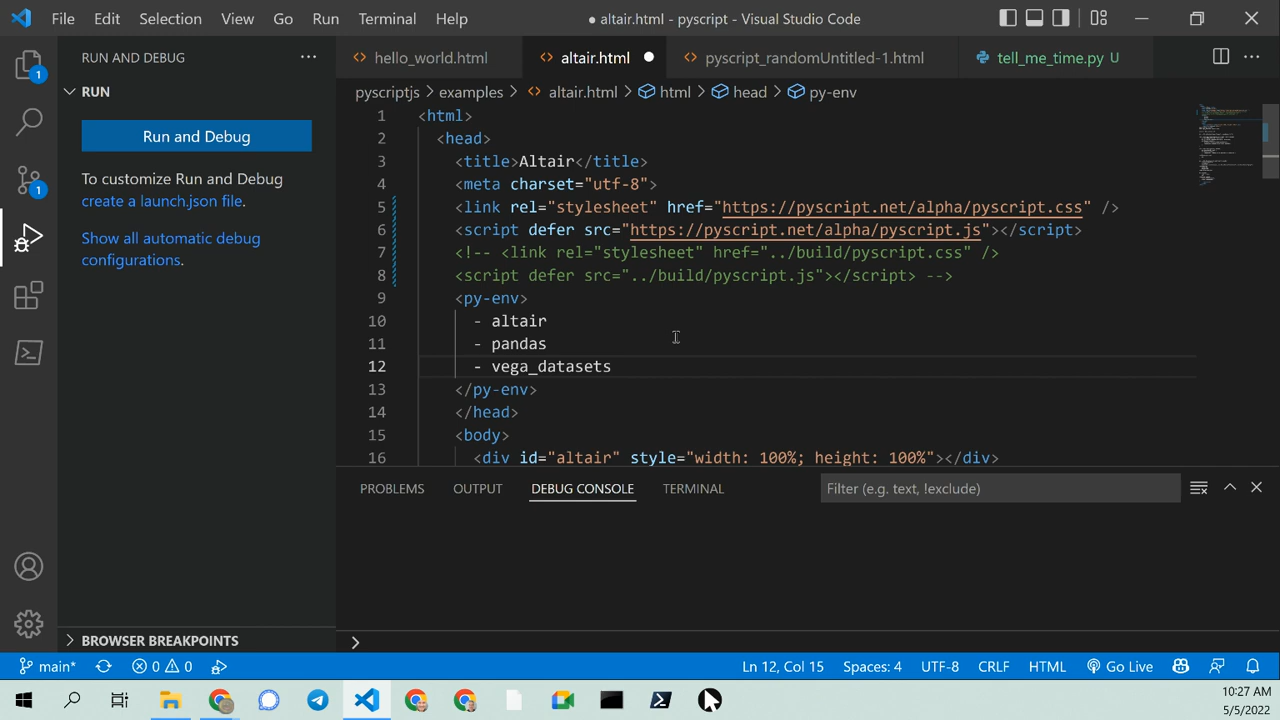 File Edit Selection View Go Run Terminal Help ● altair.html - pyscript - Visual Studio Code
RUN AND DEBUG ···
RUN
Run and Debug
To customize Run and Debug
create a launch.json file.
Show all automatic debug
configurations.
BROWSER BREAKPOINTS
1
1
hello_world.html altair.html ● pyscript_randomUntitled-1.html tell_me_time.py U ···
pyscriptjs > examples > altair.html > html > head > py-env
1 <html>
2 <head>
3 <title>Altair</title>
4 <meta charset="utf-8">
5 <link rel="stylesheet" href="https://pyscript.net/alpha/pyscript.css" />
6 <script defer src="https://pyscript.net/alpha/pyscript.js"></script>
7 <!-- <link rel="stylesheet" href="../build/pyscript.css" />
8 <script defer src="../build/pyscript.js"></script> -->
9 <py-env>
10 - altair
11 - pandas
12 - vega_datasets
13 </py-env>
14 </head>
15 <body>
16 <div id="altair" style="width: 100%; height: 100%"></div>
PROBLEMS OUTPUT DEBUG CONSOLE TERMINAL Filter (e.g. text, !exclude)
>
main* 0 0 Ln 12, Col 15 Spaces: 4 UTF-8 CRLF HTML Go Live
10:27 AM
5/5/2022